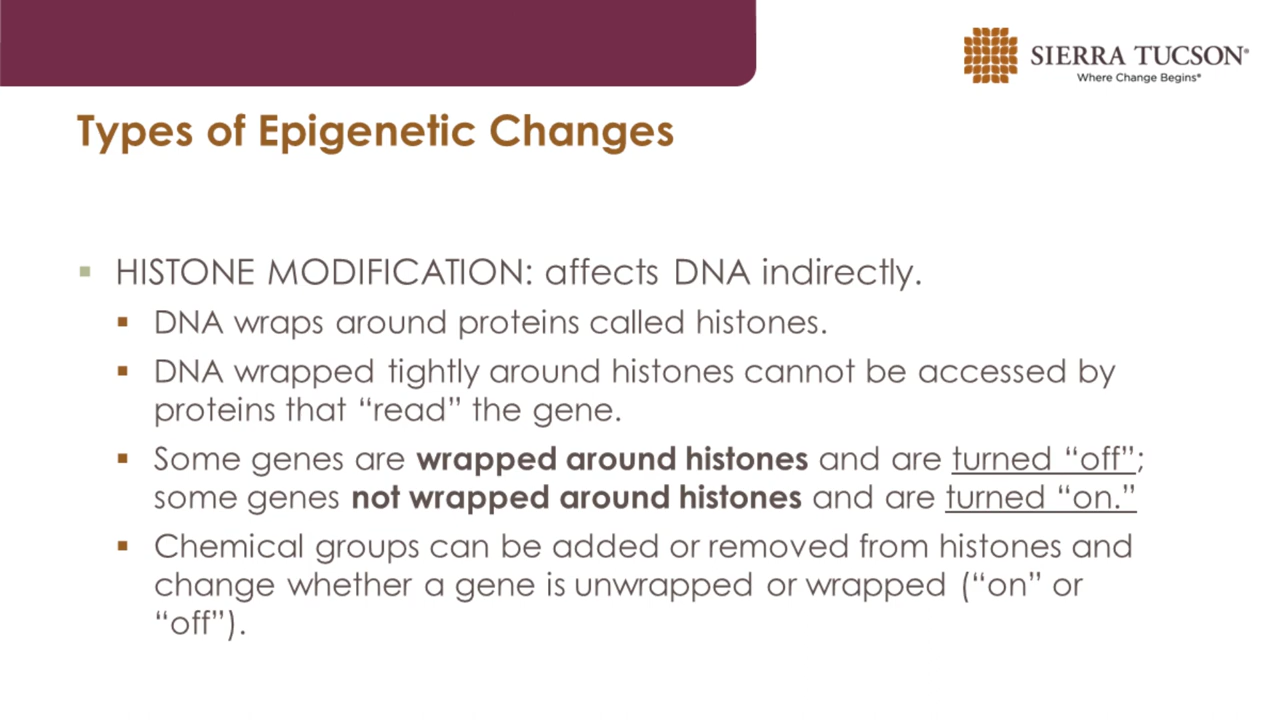 SIERRA TUCSON®
Where Change Begins®
Types of Epigenetic Changes
▪ HISTONE MODIFICATION: affects DNA indirectly.
▪ DNA wraps around proteins called histones.
▪ DNA wrapped tightly around histones cannot be accessed by
proteins that “read” the gene.
▪ Some genes are wrapped around histones and are turned “off”;
some genes not wrapped around histones and are turned “on.”
▪ Chemical groups can be added or removed from histones and
change whether a gene is unwrapped or wrapped (“on” or
“off”).